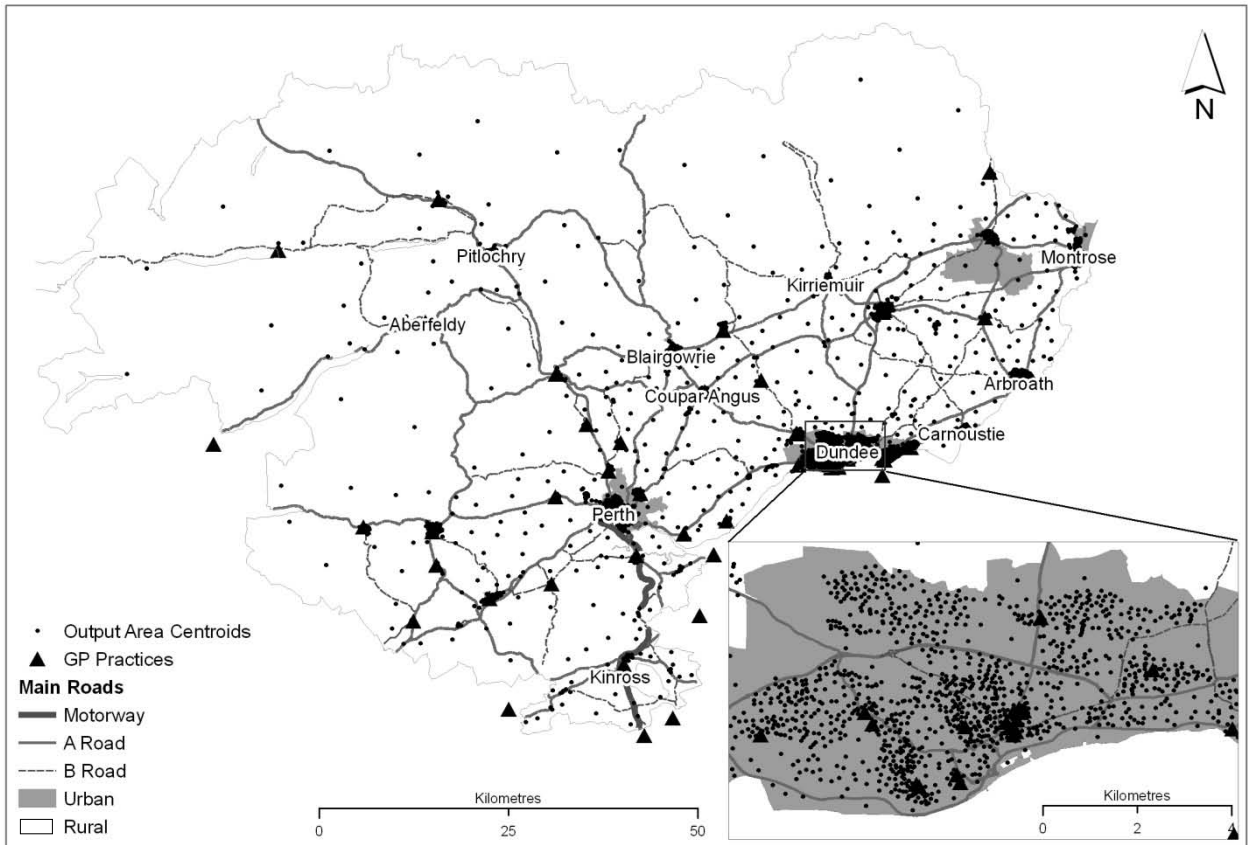 N
Montrose
Pitlochry
Kirriemuir
Aberfeldy
Blairgowrie
Arbroath
Coupar Angus
Carnoustie
Dundee
Perth
Kinross
Output Area Centroids
GP Practices
Main Roads
Motorway
A Road
B Road
Urban
Rural
Kilometres
0 25 50
Kilometres
0 2 4